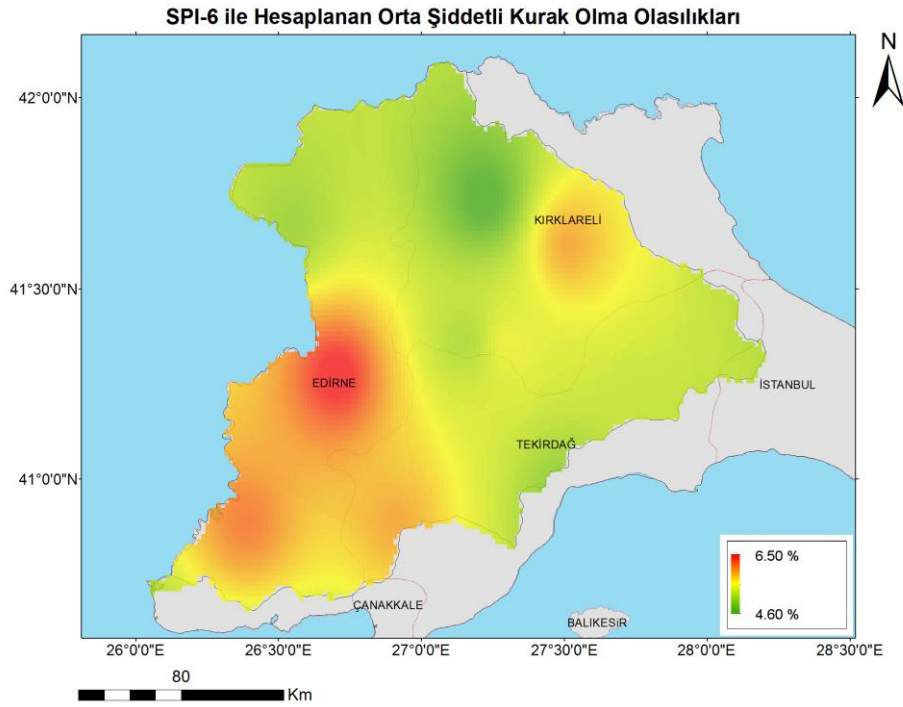 SPI-6 ile Hesaplanan Orta Şiddetli Kurak Olma Olasılıkları
N
42°0'0"N
KIRKLARELİ
41°30'0"N
EDİRNE
İSTANBUL
TEKİRDAĞ
41°0'0"N
6.50 %
4.60 %
ÇANAKKALE
BALIKESİR
26°0'0"E
26°30'0"E
27°0'0"E
27°30'0"E
28°0'0"E
28°30'0"E
80
Km